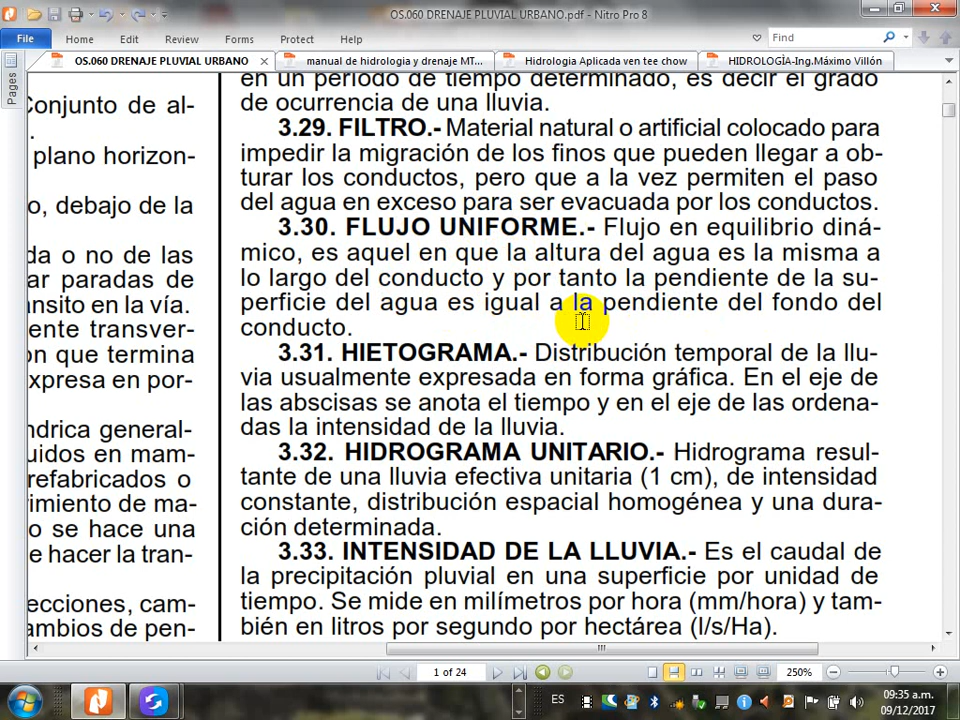 OS.060 DRENAJE PLUVIAL URBANO.pdf - Nitro Pro 8
File Home Edit Review Forms Protect Help Find
OS.060 DRENAJE PLUVIAL URBANO manual de hidrologia y drenaje MT... Hidrologia Aplicada ven tee chow HIDROLOGÍA-Ing.Máximo Villón
Pages
Conjunto de al-
.
plano horizon-
o, debajo de la
da o no de las
ar paradas de
ánsito en la vía.
ente transver-
ón que termina
expresa en por-
ndrica general-
uidos en mam-
refabricados o
rimiento de ma-
o se hace una
e hacer la tran-
ecciones, cam-
ambios de pen-
en un período de tiempo determinado, es decir el grado
de ocurrencia de una lluvia.
3.29. FILTRO.- Material natural o artificial colocado para
impedir la migración de los finos que pueden llegar a ob-
turar los conductos, pero que a la vez permiten el paso
del agua en exceso para ser evacuada por los conductos.
3.30. FLUJO UNIFORME.- Flujo en equilibrio diná-
mico, es aquel en que la altura del agua es la misma a
lo largo del conducto y por tanto la pendiente de la su-
perficie del agua es igual a la pendiente del fondo del
conducto.
3.31. HIETOGRAMA.- Distribución temporal de la llu-
via usualmente expresada en forma gráfica. En el eje de
las abscisas se anota el tiempo y en el eje de las ordena-
das la intensidad de la lluvia.
3.32. HIDROGRAMA UNITARIO.- Hidrograma resul-
tante de una lluvia efectiva unitaria (1 cm), de intensidad
constante, distribución espacial homogénea y una dura-
ción determinada.
3.33. INTENSIDAD DE LA LLUVIA.- Es el caudal de
la precipitación pluvial en una superficie por unidad de
tiempo. Se mide en milímetros por hora (mm/hora) y tam-
bién en litros por segundo por hectárea (l/s/Ha).
1 of 24 250%
ES 09:35 a.m.
09/12/2017